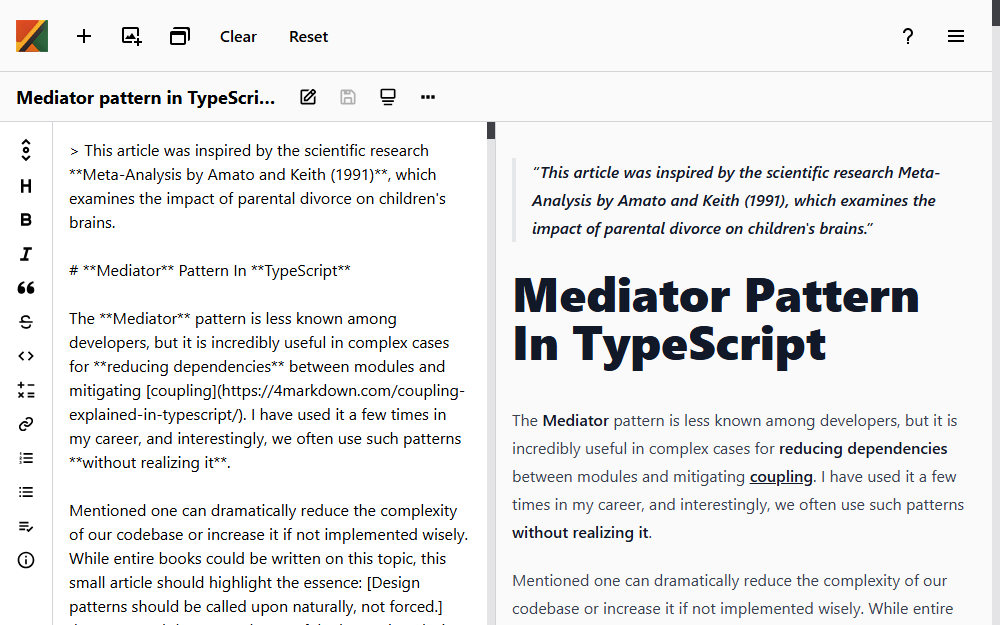 Clear Reset
?
Mediator pattern in TypeScri...
H
B
I
> This article was inspired by the scientific research
**Meta-Analysis by Amato and Keith (1991)**, which
examines the impact of parental divorce on children's
brains.
# **Mediator** Pattern In **TypeScript**
The **Mediator** pattern is less known among
developers, but it is incredibly useful in complex cases
for **reducing dependencies** between modules and
mitigating [coupling](https://4markdown.com/coupling-
explained-in-typescript/). I have used it a few times in
my career, and interestingly, we often use such patterns
**without realizing it**.
Mentioned one can dramatically reduce the complexity
of our codebase or increase it if not implemented wisely.
While entire books could be written on this topic, this
small article should highlight the essence: [Design
patterns should be called upon naturally, not forced.]
“This article was inspired by the scientific research Meta-
Analysis by Amato and Keith (1991), which examines the
impact of parental divorce on children's brains.”
Mediator Pattern
In TypeScript
The Mediator pattern is less known among developers, but it is
incredibly useful in complex cases for reducing dependencies
between modules and mitigating coupling. I have used it a few
times in my career, and interestingly, we often use such patterns
without realizing it.
Mentioned one can dramatically reduce the complexity of our
codebase or increase it if not implemented wisely. While entire